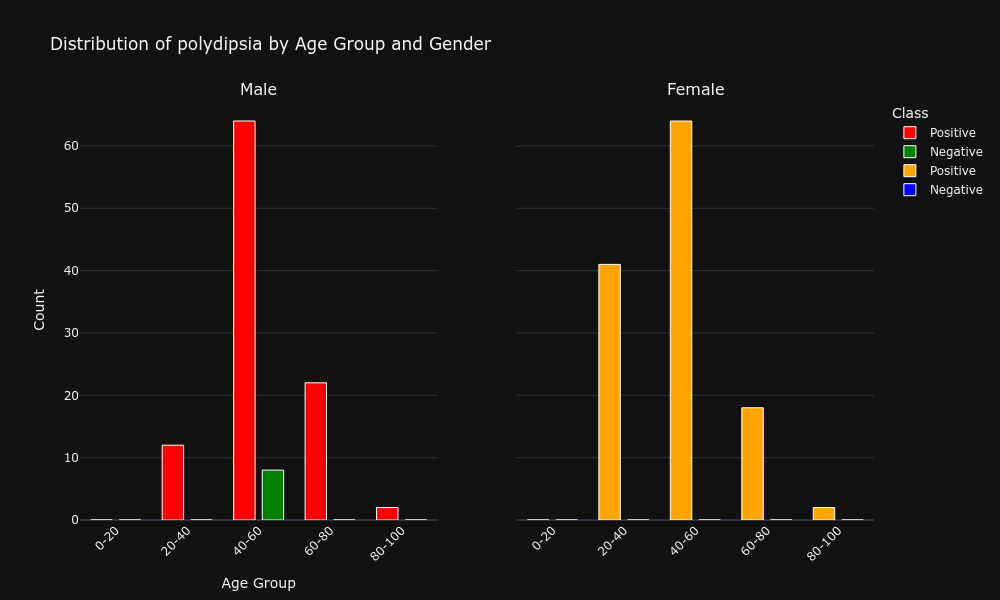 Distribution of polydipsia by Age Group and Gender
Male
Female
Class
Positive
Negative
Positive
Negative
Count
60
50
40
30
20
10
0
0-20
20-40
40-60
60-80
80-100
0-20
20-40
40-60
60-80
80-100
Age Group